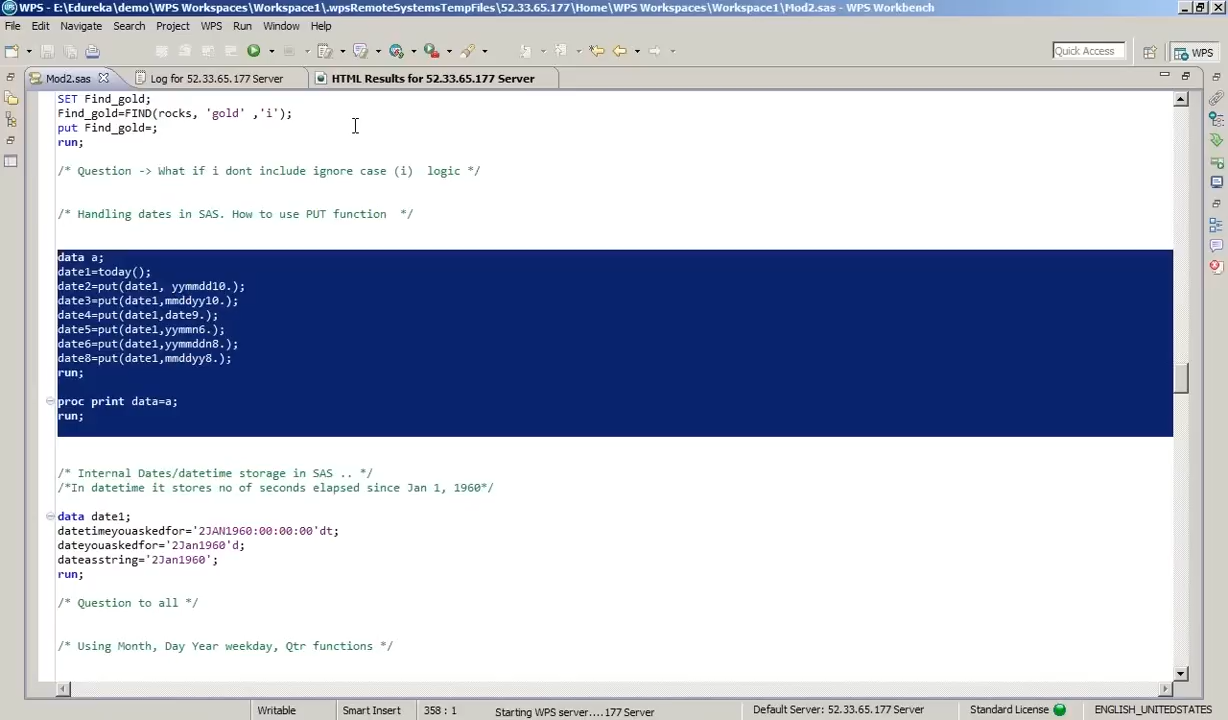 WPS - E:\Edureka\demo\WPS Workspaces\Workspace1\.wpsRemoteSystemsTempFiles\52.33.65.177\Home\WPS Workspaces\Workspace1\Mod2.sas - WPS Workbench
File Edit Navigate Search Project WPS Run Window Help
Quick Access
WPS
Mod2.sas
Log for 52.33.65.177 Server
HTML Results for 52.33.65.177 Server
SET Find_gold;
Find_gold=FIND(rocks, 'gold' ,'i');
put Find_gold=;
run;
/* Question -> What if i dont include ignore case (i)  logic */
/* Handling dates in SAS. How to use PUT function  */
data a;
date1=today();
date2=put(date1, yymmdd10.);
date3=put(date1,mmddyy10.);
date4=put(date1,date9.);
date5=put(date1,yymmn6.);
date6=put(date1,yymmddn8.);
date8=put(date1,mmddyy8.);
run;
proc print data=a;
run;
/* Internal Dates/datetime storage in SAS .. */
/*In datetime it stores no of seconds elapsed since Jan 1, 1960*/
data date1;
datetimeyouaskedfor='2JAN1960:00:00:00'dt;
dateyouaskedfor='2Jan1960'd;
dateasstring='2Jan1960';
run;
/* Question to all */
/* Using Month, Day Year weekday, Qtr functions */
Writable
Smart Insert
358 : 1
Starting WPS server....177 Server
Default Server: 52.33.65.177 Server
Standard License
ENGLISH_UNITEDSTATES